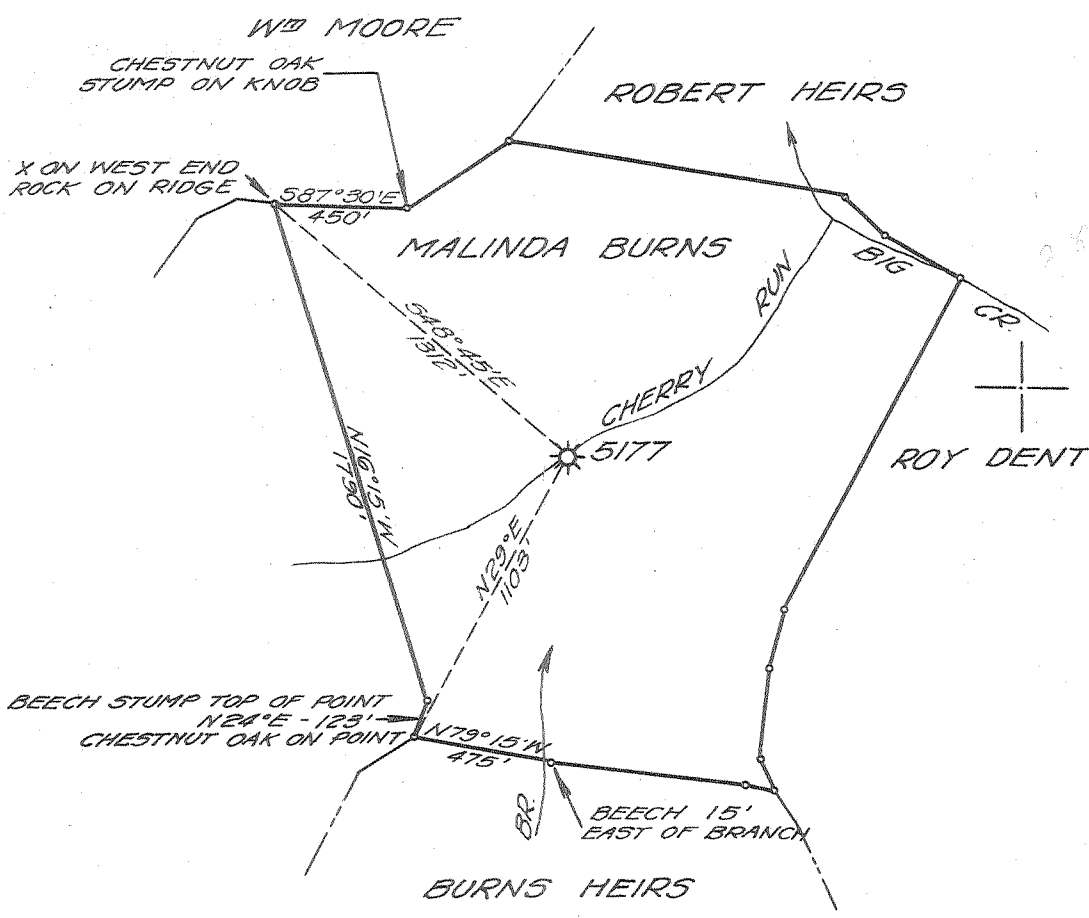 Wm MOORE
CHESTNUT OAK
STUMP ON KNOB
ROBERT HEIRS
X ON WEST END
ROCK ON RIDGE
S87°30'E
450'
MALINDA BURNS
BIG
CR.
RUN
S48°45'E
1312'
CHERRY
5177
ROY DENT
N16°15'W
1790'
N29°E
1103'
BEECH STUMP TOP OF POINT
N24°E - 123'
CHESTNUT OAK ON POINT
N79°15'W
475'
BR.
BEECH 15'
EAST OF BRANCH
BURNS HEIRS